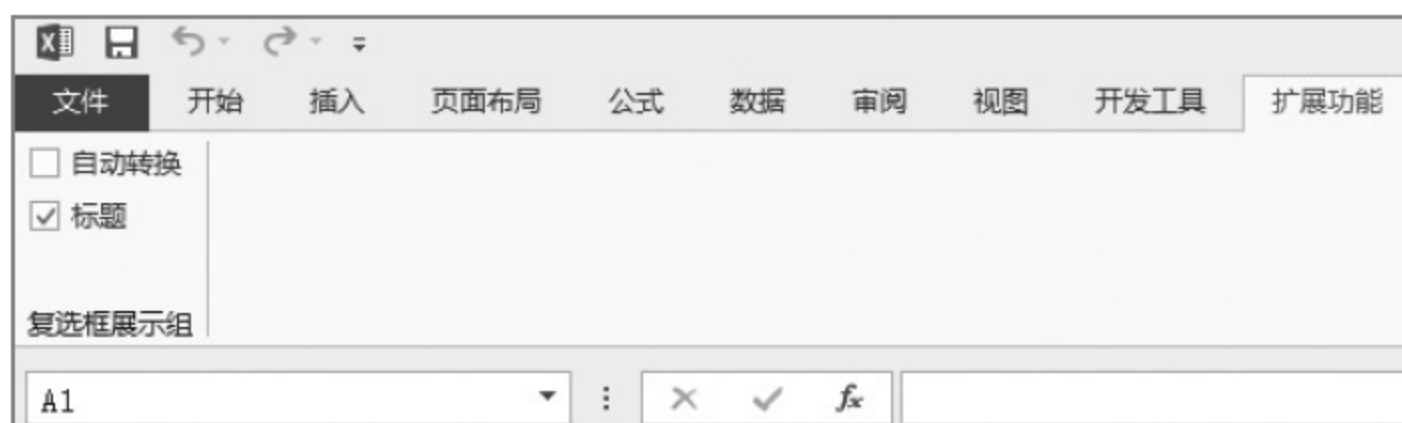 文件 开始 插入 页面布局 公式 数据 审阅 视图 开发工具 扩展功能
自动转换
标题
复选框展示组
A1 fx